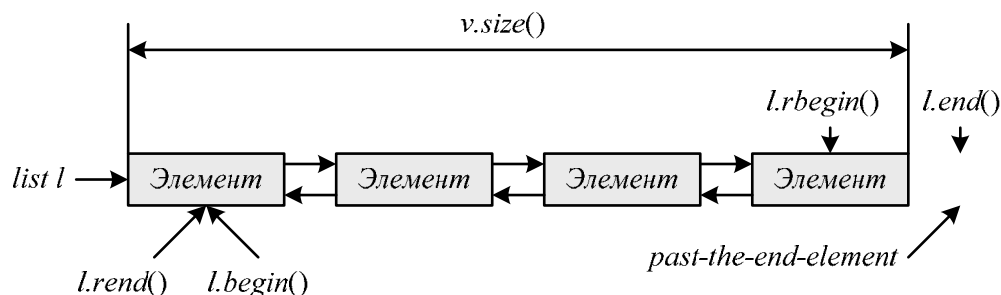 v.size()
l.rbegin()
l.end()
list l
Элемент
Элемент
Элемент
Элемент
l.rend()
l.begin()
past-the-end-element